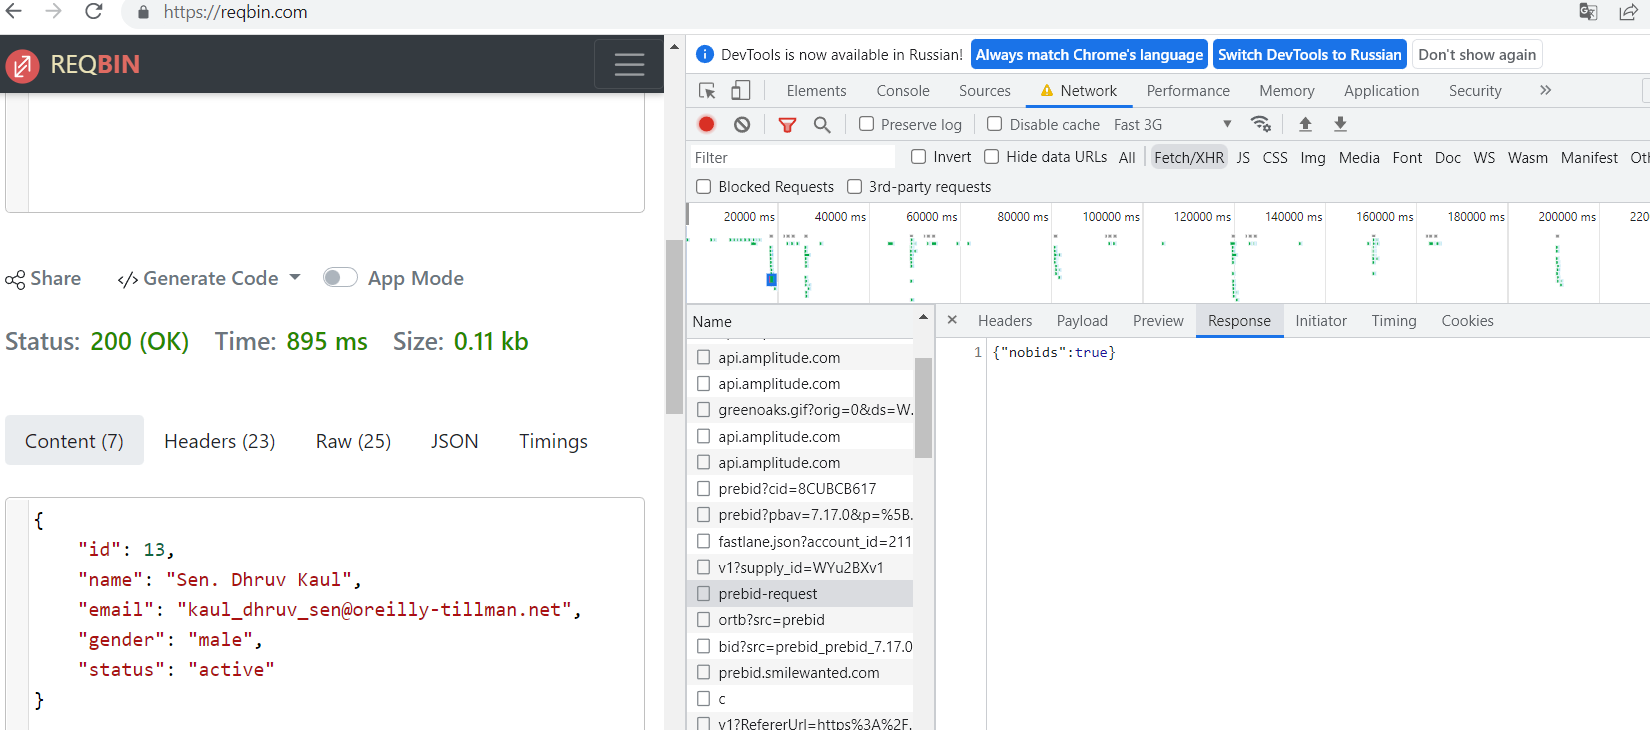 https://reqbin.com
REQBIN
Share
</> Generate Code
App Mode
Status: 200 (OK) Time: 895 ms Size: 0.11 kb
Content (7) Headers (23) Raw (25) JSON Timings
{
"id": 13,
"name": "Sen. Dhruv Kaul",
"email": "kaul_dhruv_sen@oreilly-tillman.net",
"gender": "male",
"status": "active"
}
DevTools is now available in Russian! Always match Chrome's language Switch DevTools to Russian Don't show again
Elements Console Sources Network Performance Memory Application Security »
Preserve log Disable cache Fast 3G
Filter Invert Hide data URLs All Fetch/XHR JS CSS Img Media Font Doc WS Wasm Manifest Oth
Blocked Requests 3rd-party requests
20000 ms 40000 ms 60000 ms 80000 ms 100000 ms 120000 ms 140000 ms 160000 ms 180000 ms 200000 ms 220
Name
api.amplitude.com
api.amplitude.com
greenoaks.gif?orig=0&ds=W.
api.amplitude.com
api.amplitude.com
prebid?cid=8CUBCB617
prebid?pbav=7.17.0&p=%5B.
fastlane.json?account_id=211
v1?supply_id=WYu2BXv1
prebid-request
ortb?src=prebid
bid?src=prebid_prebid_7.17.0
prebid.smilewanted.com
c
v1?RefererUrl=https%3A%2F.
× Headers Payload Preview Response Initiator Timing Cookies
1 {"nobids":true}